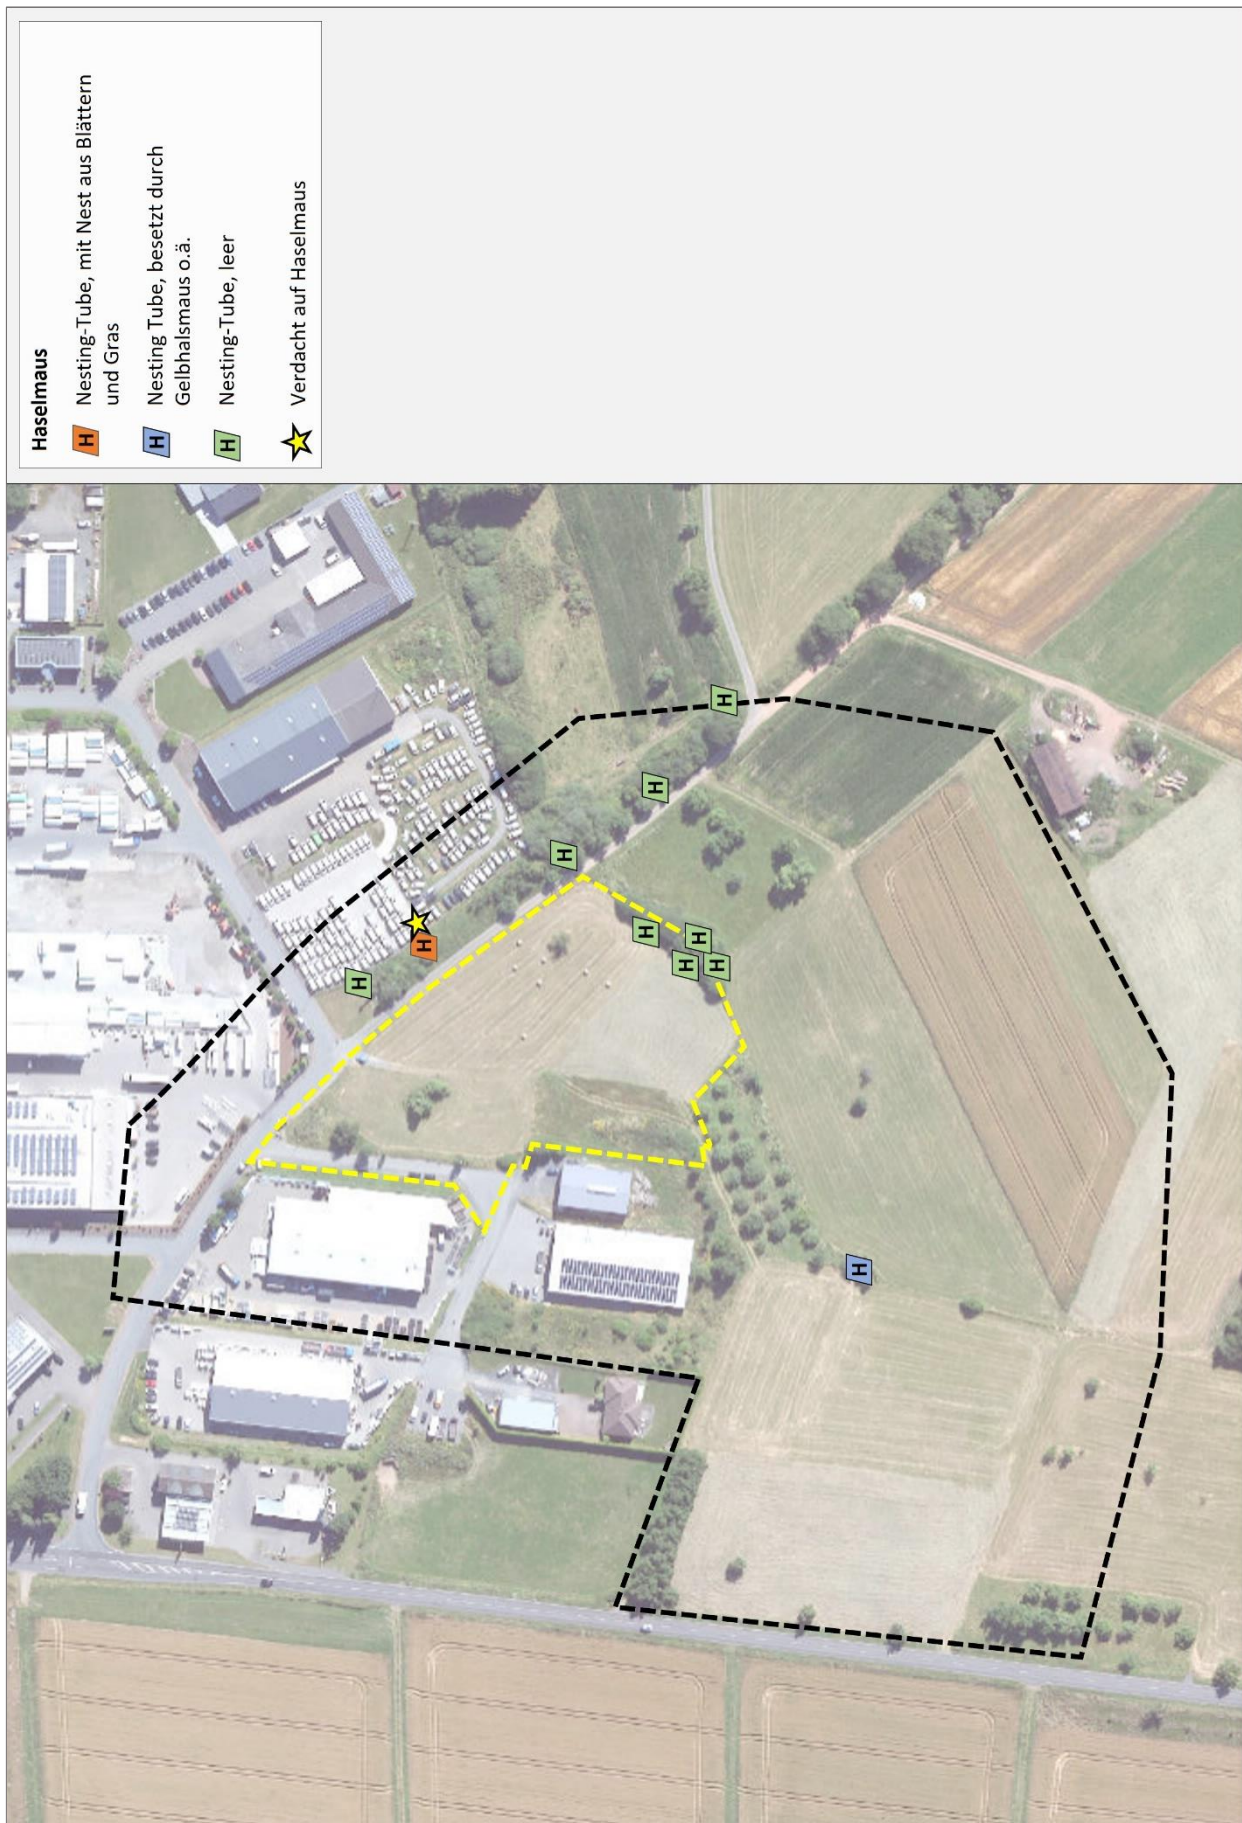 Haselmaus
H Nesting-Tube, mit Nest aus Blättern
und Gras
H Nesting Tube, besetzt durch
Gelbhalsmaus o.ä.
H Nesting-Tube, leer
Verdacht auf Haselmaus
H
H
H
H
H
H
H
H
H
H